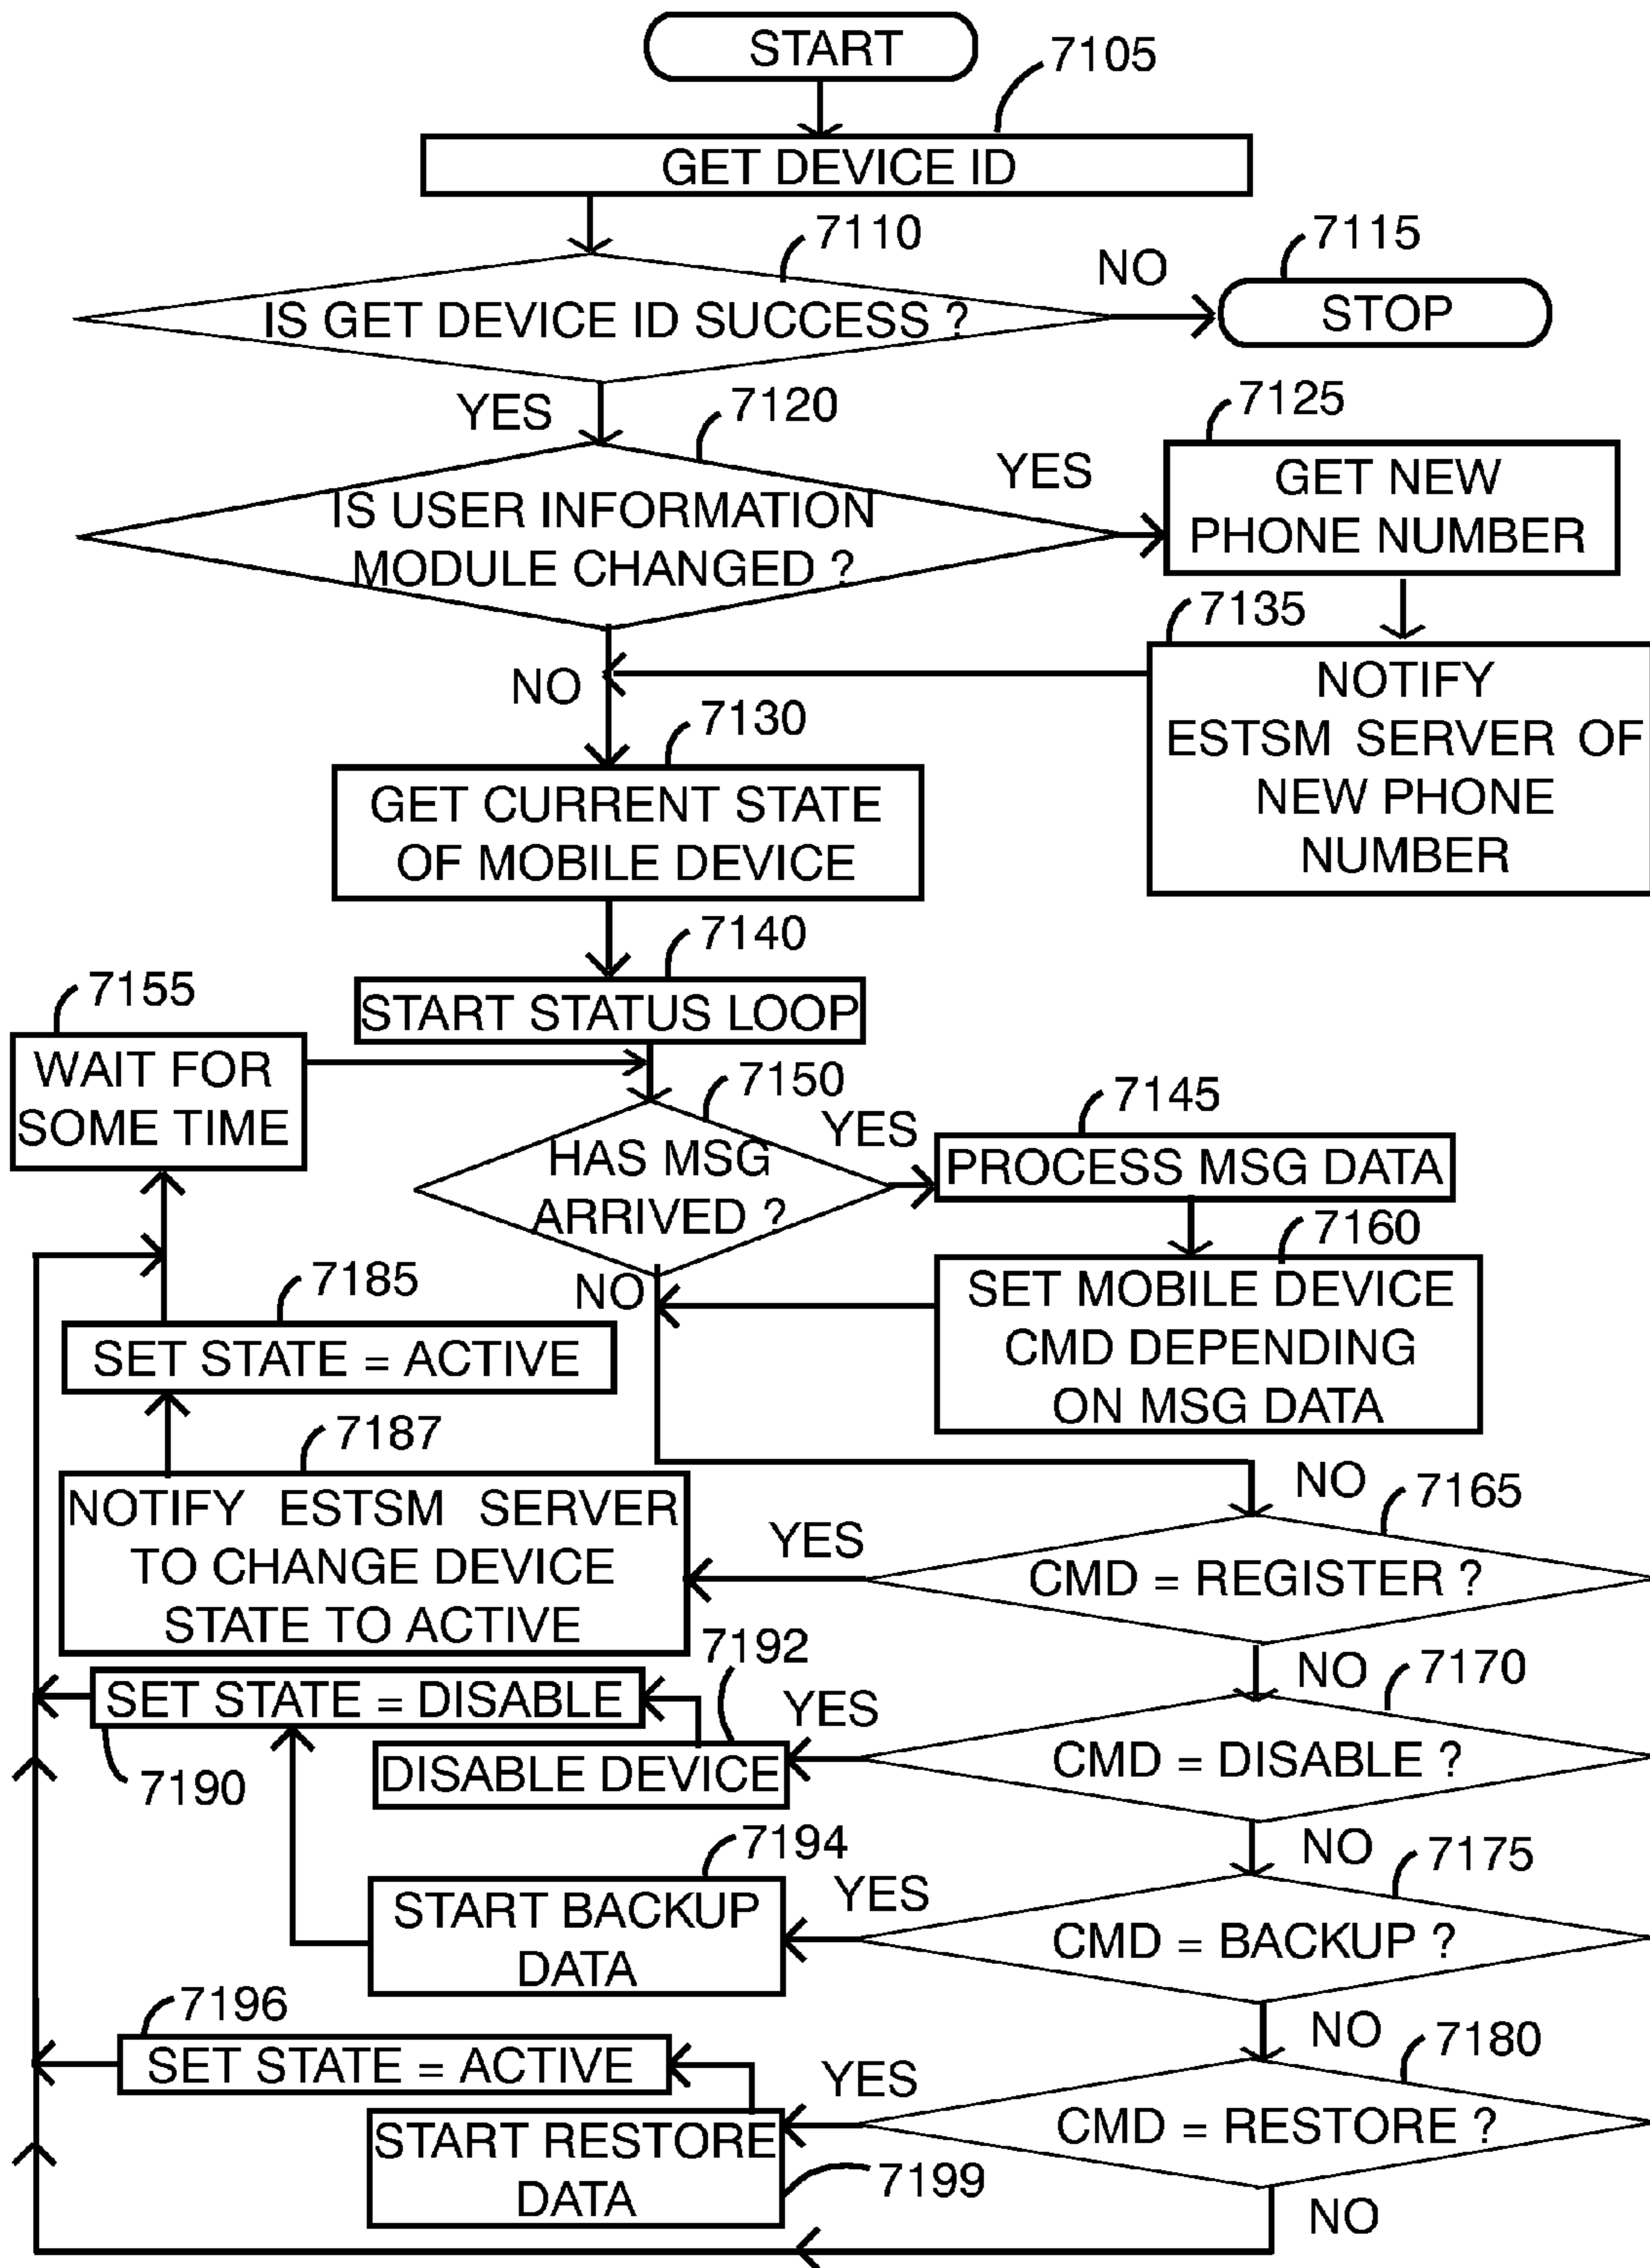 START
7105
GET DEVICE ID
7110
NO
7115
IS GET DEVICE ID SUCCESS ?
STOP
YES
7120
7125
YES
GET NEW
PHONE NUMBER
IS USER INFORMATION
MODULE CHANGED ?
7135
NO
NOTIFY
ESTSM SERVER OF
NEW PHONE
NUMBER
7130
GET CURRENT STATE
OF MOBILE DEVICE
7140
START STATUS LOOP
7155
WAIT FOR
SOME TIME
7150
YES
7145
HAS MSG
ARRIVED ?
PROCESS MSG DATA
7160
NO
SET MOBILE DEVICE
CMD DEPENDING
ON MSG DATA
7185
SET STATE = ACTIVE
7187
NOTIFY ESTSM SERVER
TO CHANGE DEVICE
STATE TO ACTIVE
NO
7165
YES
CMD = REGISTER ?
7192
NO
7170
SET STATE = DISABLE
YES
7190
DISABLE DEVICE
CMD = DISABLE ?
7194
NO
7175
START BACKUP
DATA
YES
CMD = BACKUP ?
7196
NO
7180
SET STATE = ACTIVE
YES
START RESTORE
DATA
7199
CMD = RESTORE ?
NO